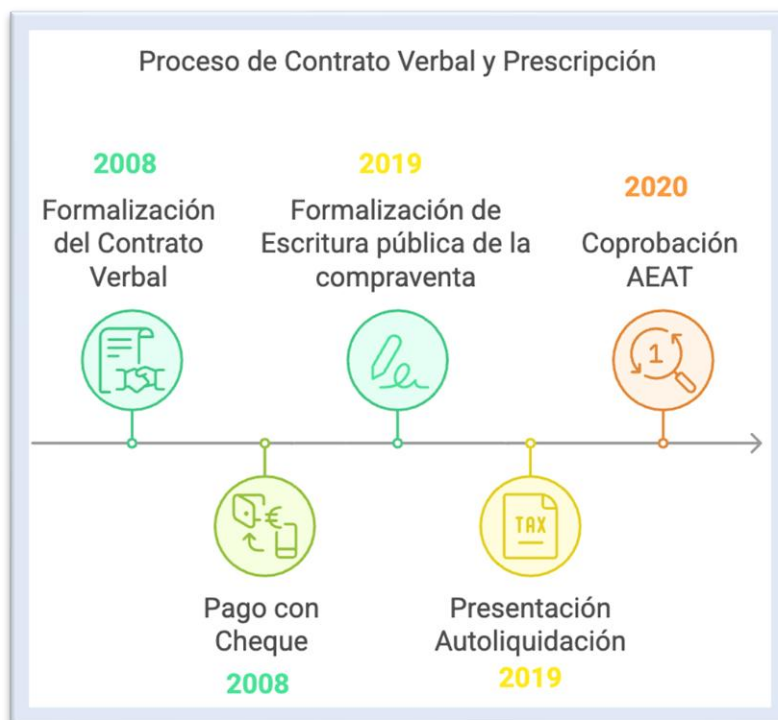 Proceso de Contrato Verbal y Prescripción
2008
Formalización
del Contrato
Verbal
2019
Formalización de
Escritura pública de la
compraventa
2020
Coprobación
AEAT
1
€
TAX
Pago con
Cheque
2008
Presentación
Autoliquidación
2019